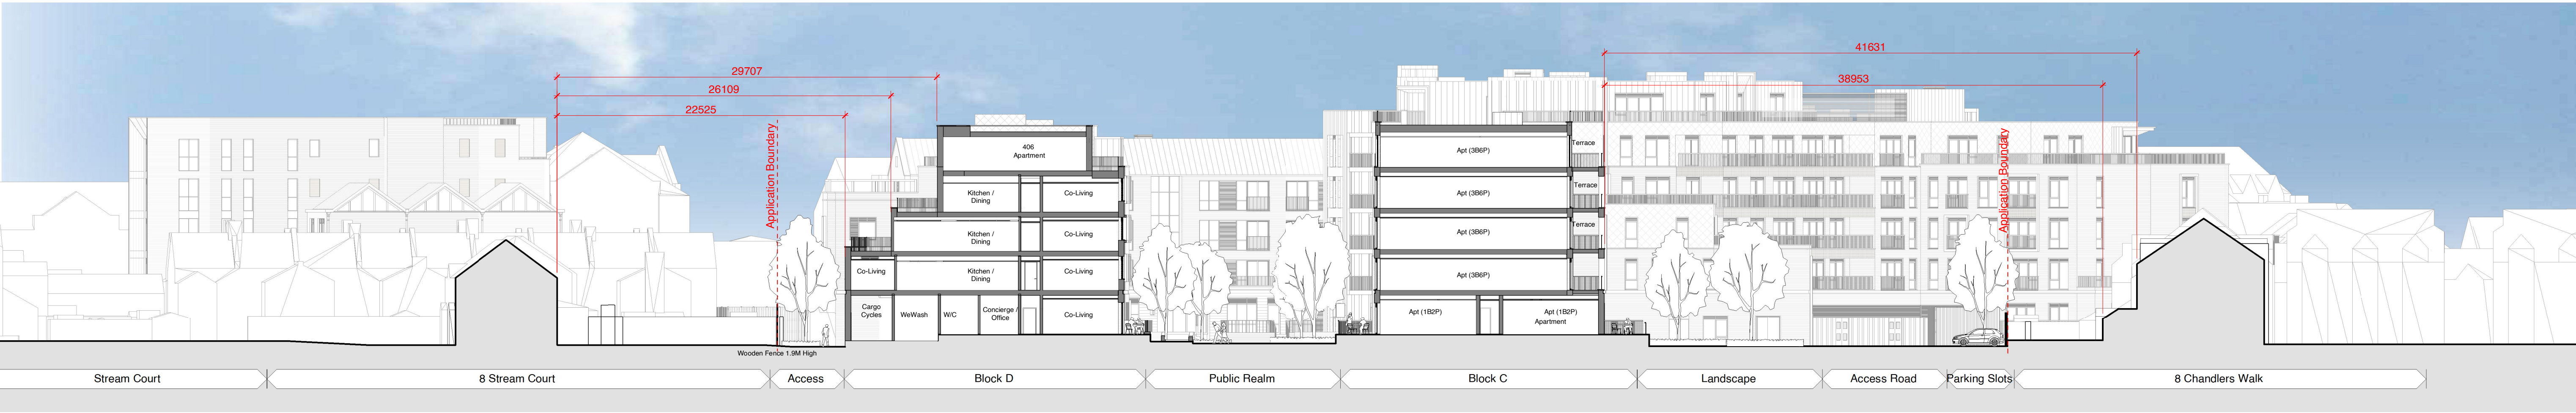 41631
29707
38953
26109
22525
Application Boundary
Application Boundary
406
Apartment
Kitchen /
Dining
Co-Living
Kitchen /
Dining
Co-Living
Co-Living
Kitchen /
Dining
Co-Living
Cargo
Cycles
WeWash
W/C
Concierge /
Office
Co-Living
Apt (3B6P)
Terrace
Apt (3B6P)
Terrace
Apt (3B6P)
Terrace
Apt (3B6P)
Apt (1B2P)
Apt (1B2P)
Apartment
Wooden Fence 1.9M High
Stream Court
8 Stream Court
Access
Block D
Public Realm
Block C
Landscape
Access Road
Parking Slots
8 Chandlers Walk